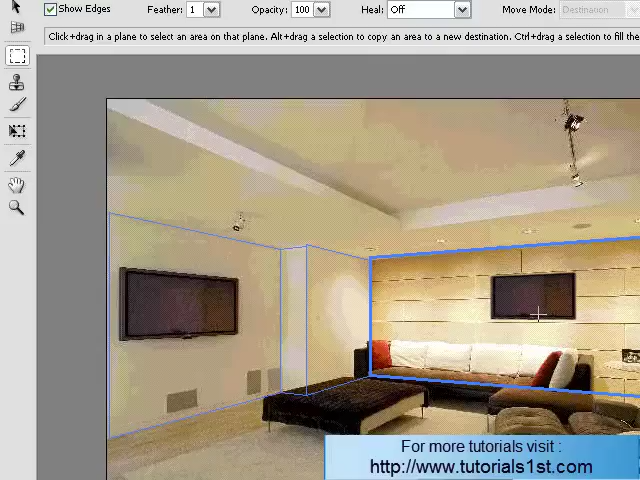 Show Edges Feather: 1 Opacity: 100 Heal: Off Move Mode: Destination
Click+drag in a plane to select an area on that plane. Alt+drag a selection to copy an area to a new destination. Ctrl+drag a selection to fill the
For more tutorials visit :
http://www.tutorials1st.com